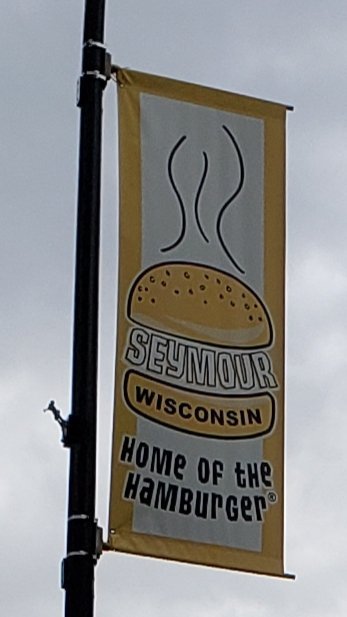 SEYMOUR
WISCONSIN
HOME OF tHE
HaMBUrGEr®